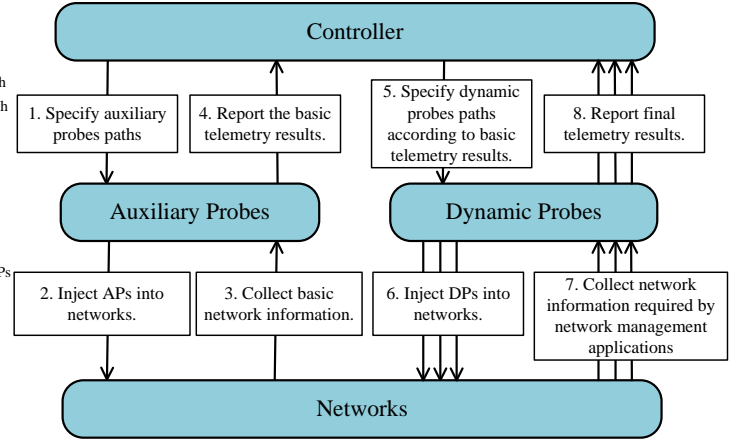 Controller
1. Specify auxiliary
probes paths
4. Report the basic
telemetry results.
5. Specify dynamic
probes paths
according to basic
telemetry results.
8. Report final
telemetry results.
Auxiliary Probes
Dynamic Probes
2. Inject APs into
networks.
3. Collect basic
network information.
6. Inject DPs into
networks.
7. Collect network
information required by
network management
applications
Networks